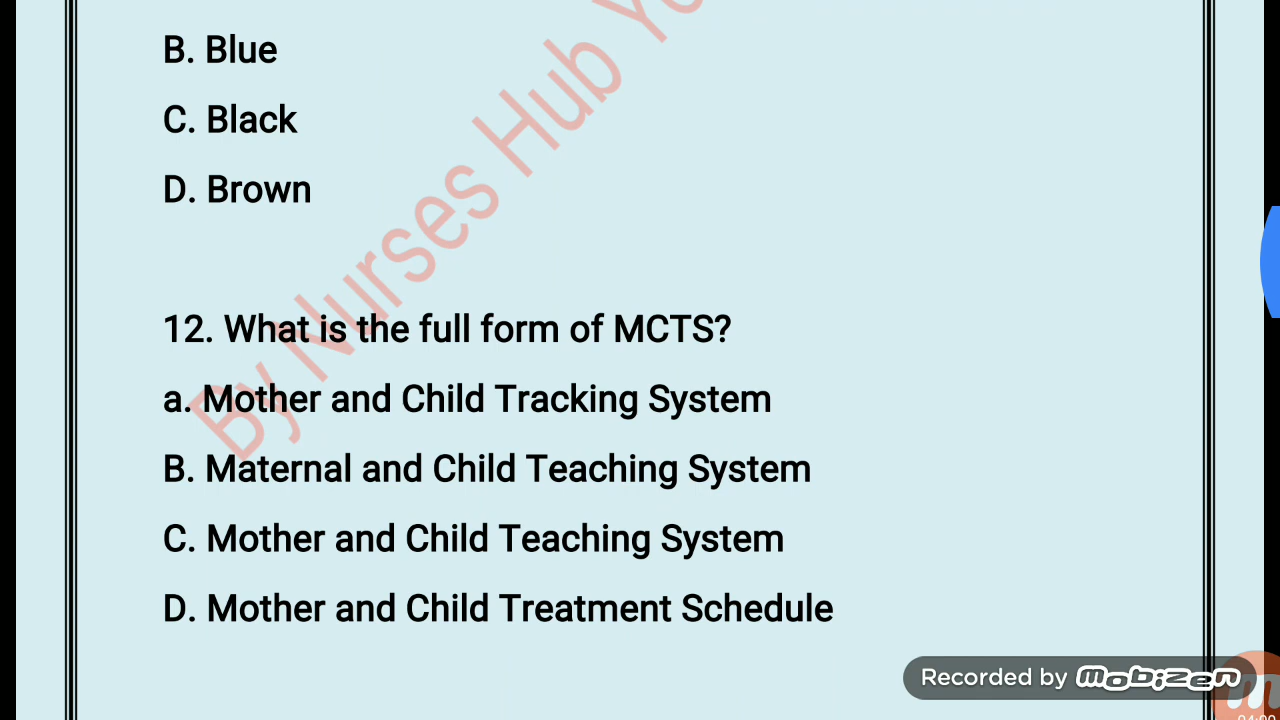 B. Blue
C. Black
D. Brown
By Nurses Hub
12. What is the full form of MCTS?
a. Mother and Child Tracking System
B. Maternal and Child Teaching System
C. Mother and Child Teaching System
D. Mother and Child Treatment Schedule
Recorded by Mobizen